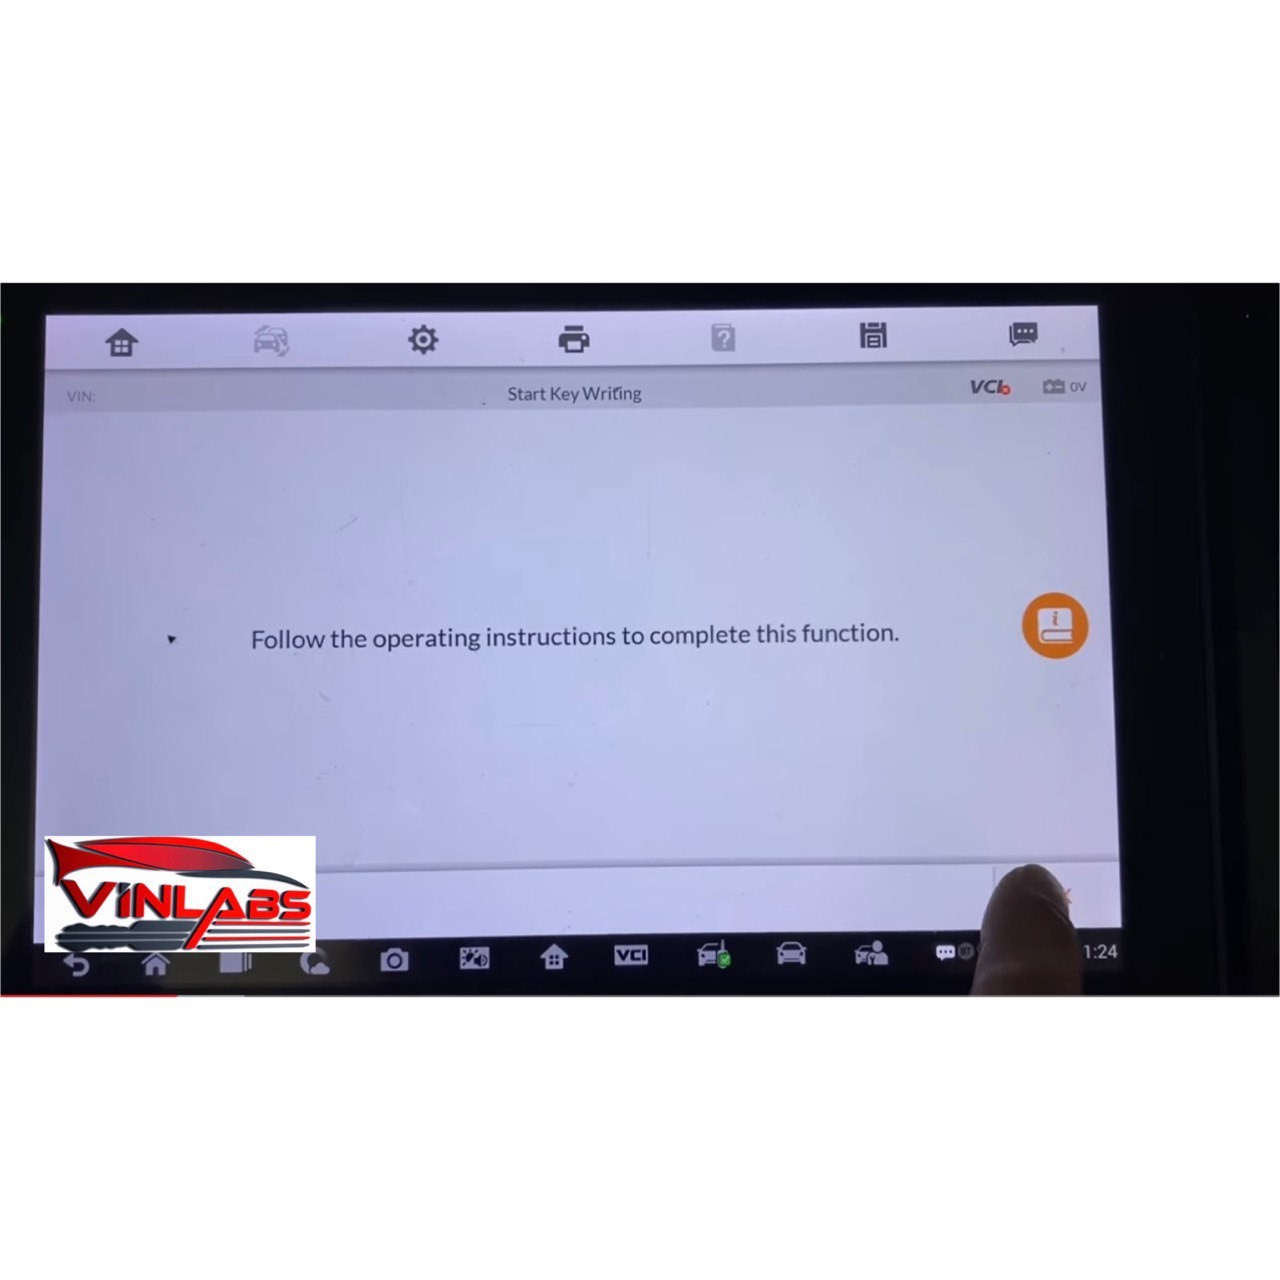 VIN:
Start Key Writing
VCI
0V
Follow the operating instructions to complete this function.
i
VINLABS
VCI
1:24